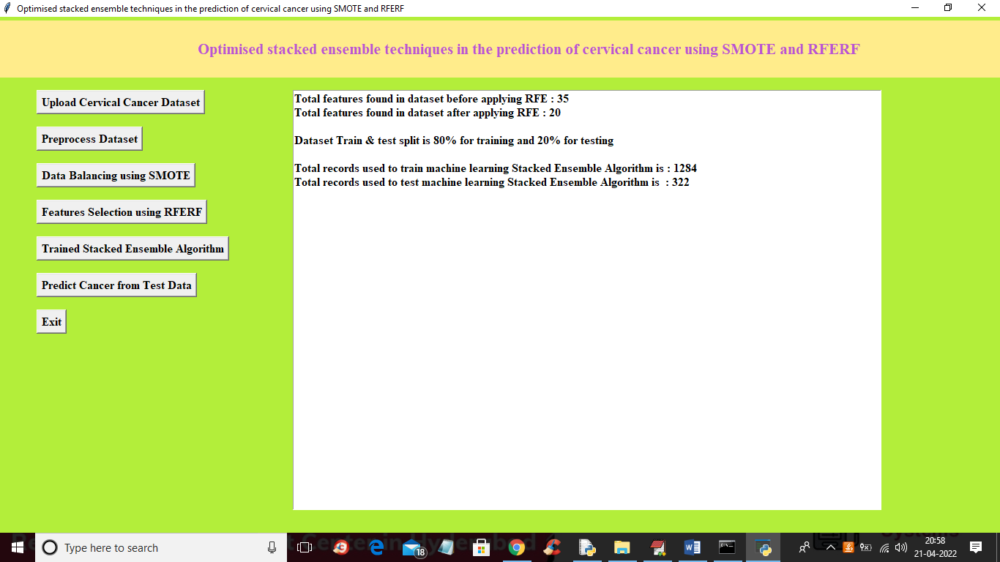 Optimised stacked ensemble techniques in the prediction of cervical cancer using SMOTE and RFERF
Optimised stacked ensemble techniques in the prediction of cervical cancer using SMOTE and RFERF
Upload Cervical Cancer Dataset
Preprocess Dataset
Data Balancing using SMOTE
Features Selection using RFERF
Trained Stacked Ensemble Algorithm
Predict Cancer from Test Data
Exit
Total features found in dataset before applying RFE : 35
Total features found in dataset after applying RFE : 20
Dataset Train & test split is 80% for training and 20% for testing
Total records used to train machine learning Stacked Ensemble Algorithm is : 1284
Total records used to test machine learning Stacked Ensemble Algorithm is  : 322
Type here to search
18
20:58
21-04-2022